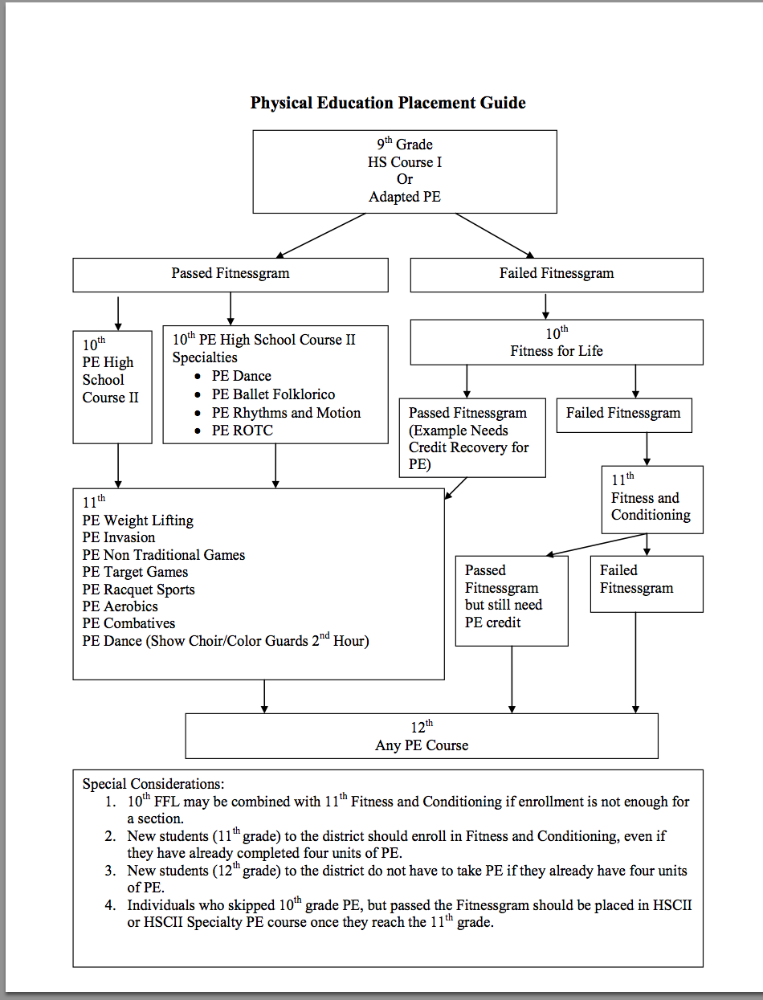 Physical Education Placement Guide
9th Grade
HS Course I
Or
Adapted PE
Passed Fitnessgram
Failed Fitnessgram
10th
PE High
School
Course II
10th PE High School Course II
Specialties
• PE Dance
• PE Ballet Folklorico
• PE Rhythms and Motion
• PE ROTC
10th
Fitness for Life
Passed Fitnessgram
(Example Needs
Credit Recovery for
PE)
Failed Fitnessgram
11th
Fitness and
Conditioning
11th
PE Weight Lifting
PE Invasion
PE Non Traditional Games
PE Target Games
PE Racquet Sports
PE Aerobics
PE Combatives
PE Dance (Show Choir/Color Guards 2nd Hour)
Passed
Fitnessgram
but still need
PE credit
Failed
Fitnessgram
12th
Any PE Course
Special Considerations:
1. 10th FFL may be combined with 11th Fitness and Conditioning if enrollment is not enough for
a section.
2. New students (11th grade) to the district should enroll in Fitness and Conditioning, even if
they have already completed four units of PE.
3. New students (12th grade) to the district do not have to take PE if they already have four units
of PE.
4. Individuals who skipped 10th grade PE, but passed the Fitnessgram should be placed in HSCII
or HSCII Specialty PE course once they reach the 11th grade.